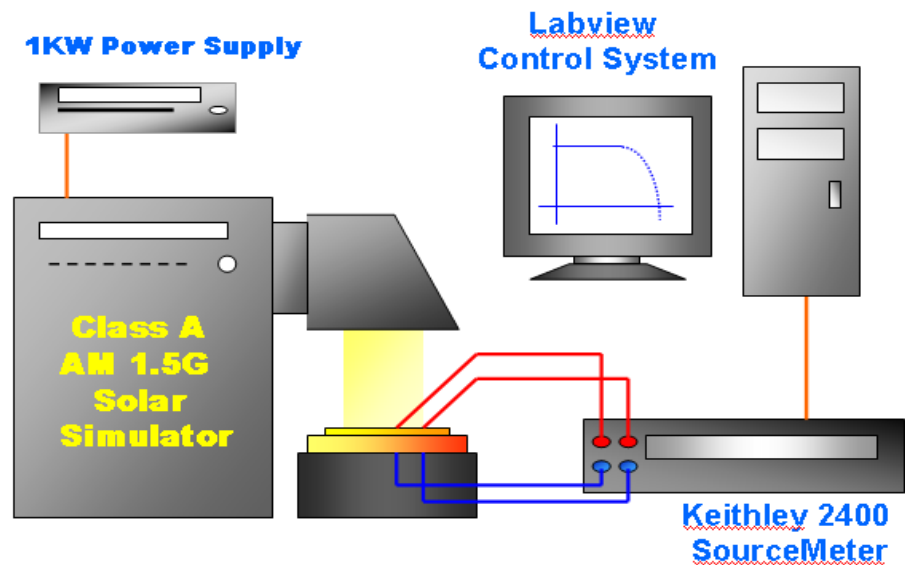 1KW Power Supply
Labview
Control System
Class A
AM 1.5G
Solar
Simulator
Keithley 2400
SourceMeter